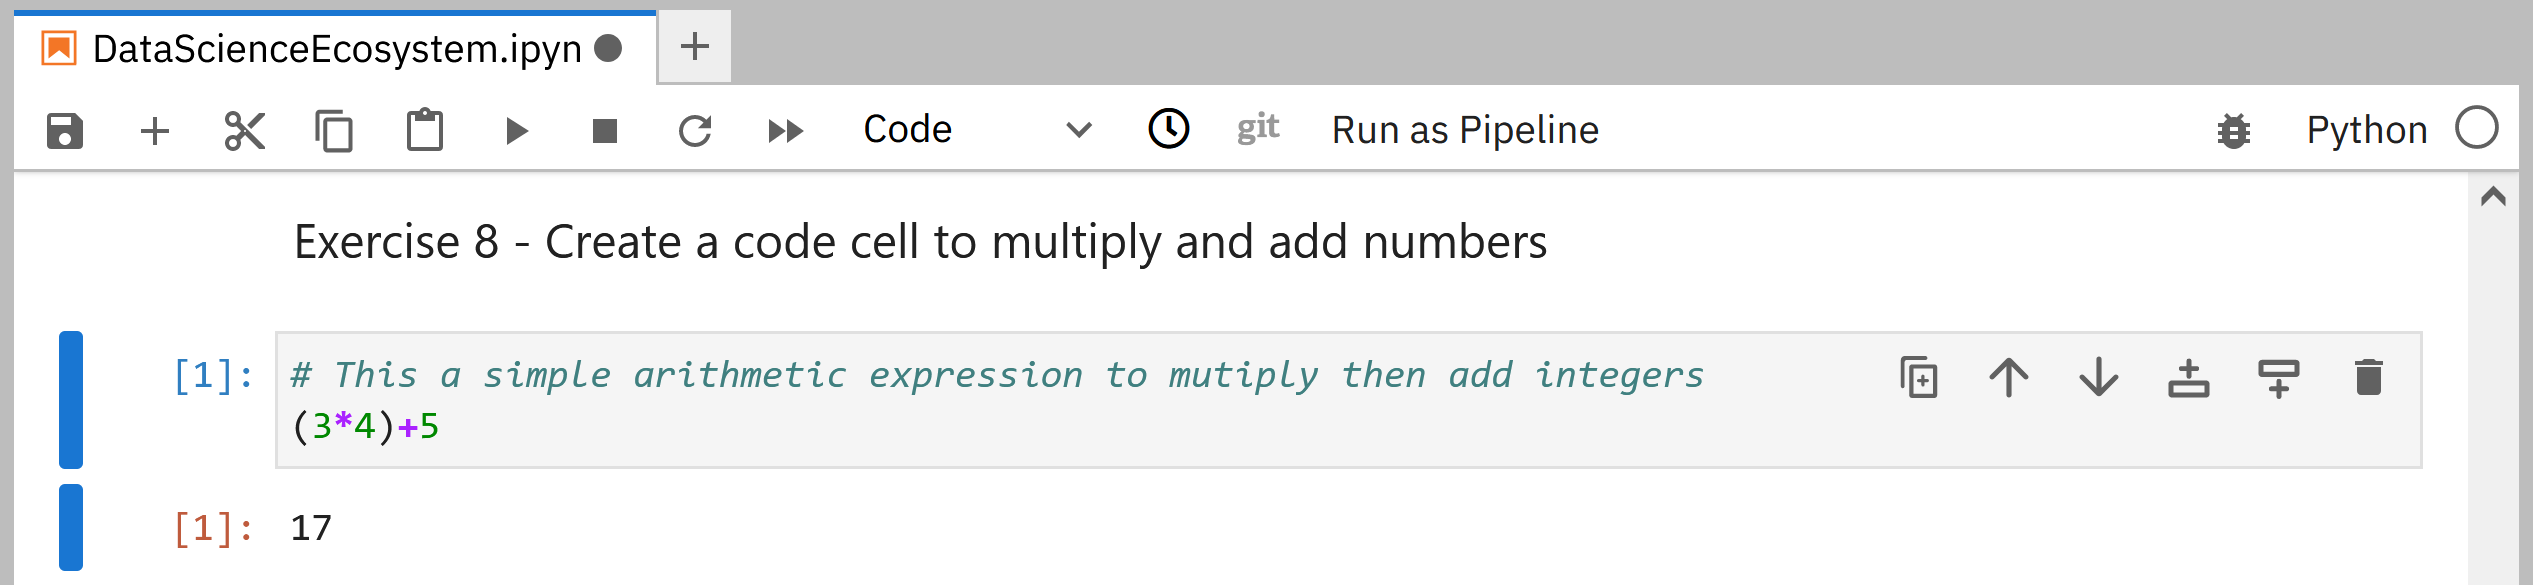 DataScienceEcosystem.ipyn
Code git Run as Pipeline Python
Exercise 8 - Create a code cell to multiply and add numbers
[1]: # This a simple arithmetic expression to mutiply then add integers
(3*4)+5
[1]: 17